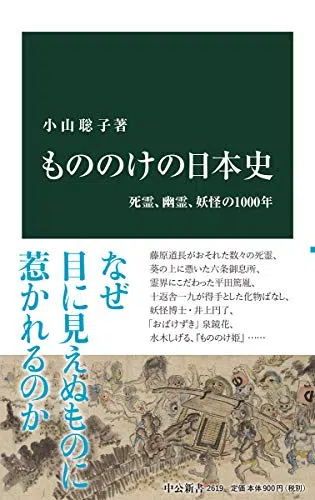 小山聡子著
もののけの日本史
死霊、幽霊、妖怪の1000年
なぜ
目に見えぬものに
惹かれるのか
藤原道長がおそれた数々の死霊、
葵の上に憑いた六条御息所、
霊界にこだわった平田篤胤、
十返舎一九が得手とした化物ばなし、
妖怪博士・井上円了、
「おばけずき」泉鏡花、
水木しげる、『もののけ姫』……
中公新書 2619 定価 本体900円(税別)